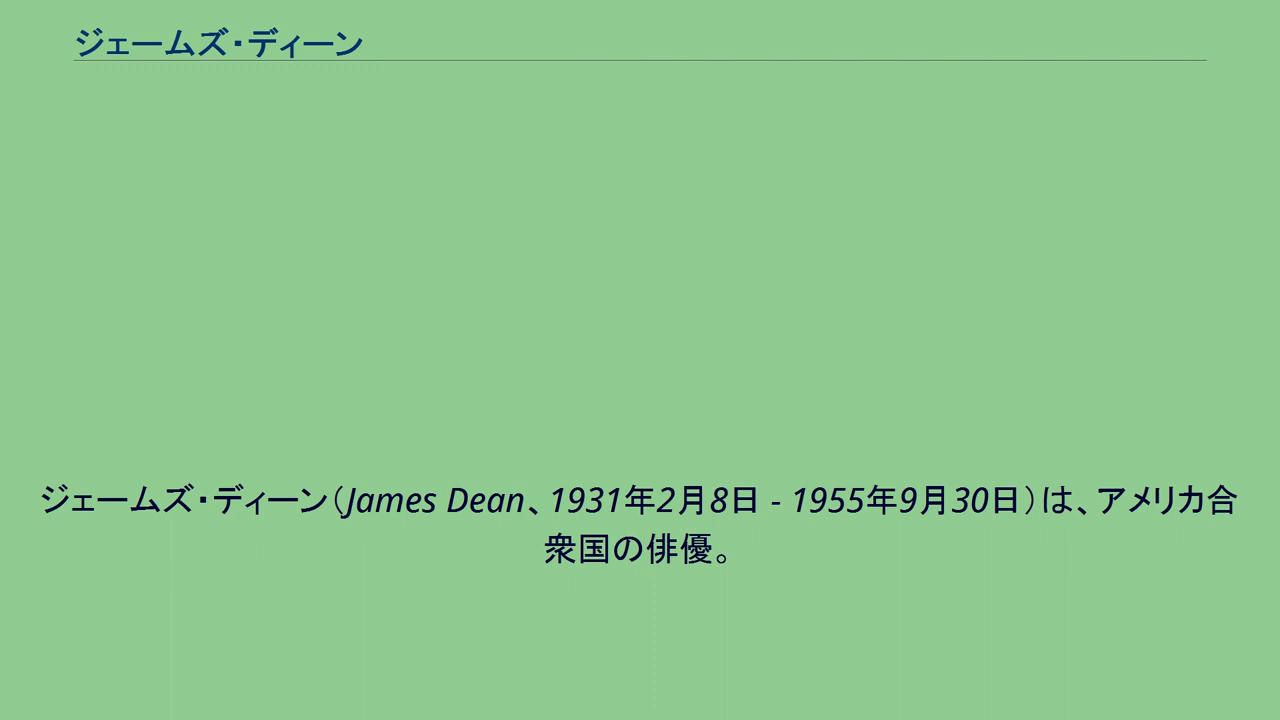 ジェームズ・ディーン
ジェームズ・ディーン（James Dean、1931年2月8日 - 1955年9月30日）は、アメリカ合
衆国の俳優。